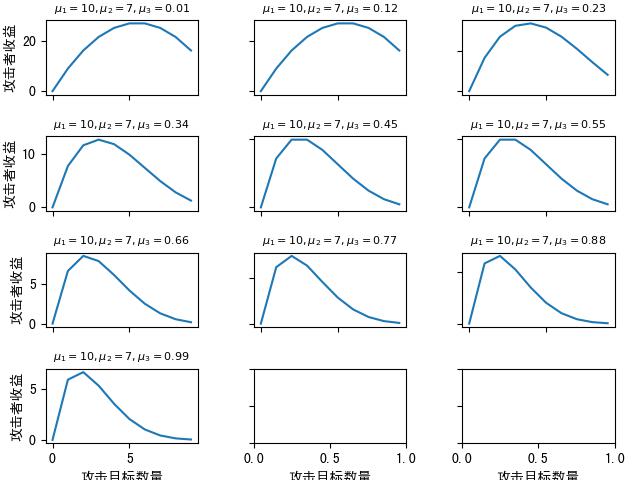 μ₁ = 10, μ₂ = 7, μ₃ = 0.01
μ₁ = 10, μ₂ = 7, μ₃ = 0.12
μ₁ = 10, μ₂ = 7, μ₃ = 0.23
攻击者收益
20
0
μ₁ = 10, μ₂ = 7, μ₃ = 0.34
μ₁ = 10, μ₂ = 7, μ₃ = 0.45
μ₁ = 10, μ₂ = 7, μ₃ = 0.55
攻击者收益
10
0
μ₁ = 10, μ₂ = 7, μ₃ = 0.66
μ₁ = 10, μ₂ = 7, μ₃ = 0.77
μ₁ = 10, μ₂ = 7, μ₃ = 0.88
攻击者收益
5
0
μ₁ = 10, μ₂ = 7, μ₃ = 0.99
攻击者收益
5
0
0 5
0.0 0.5 1.0
0.0 0.5 1.0
攻击目标数量
攻击目标数量
攻击目标数量